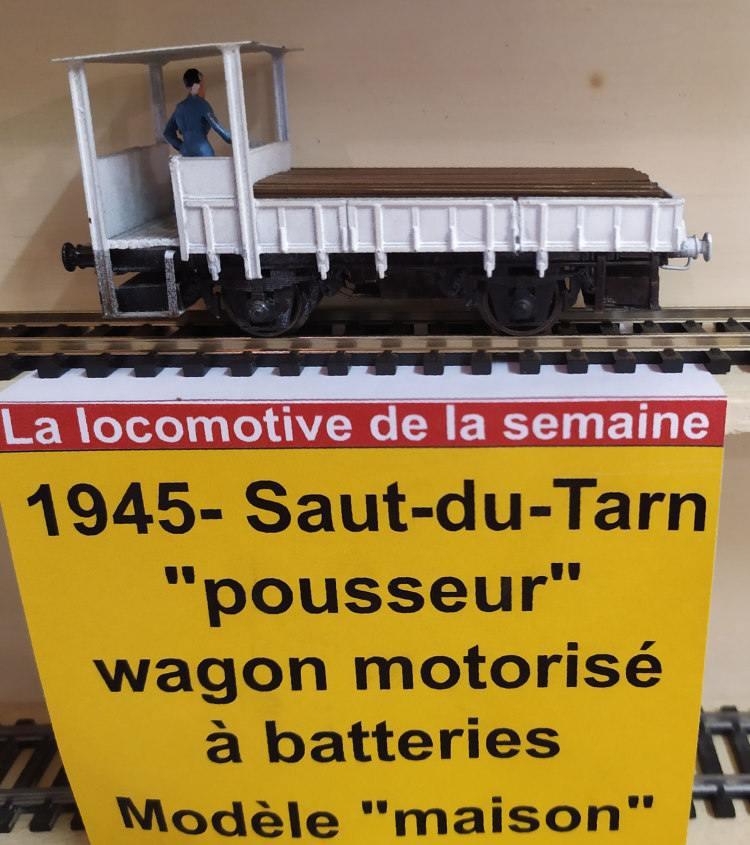 La locomotive de la semaine
1945- Saut-du-Tarn
"pousseur"
wagon motorisé
à batteries
Modèle "maison"